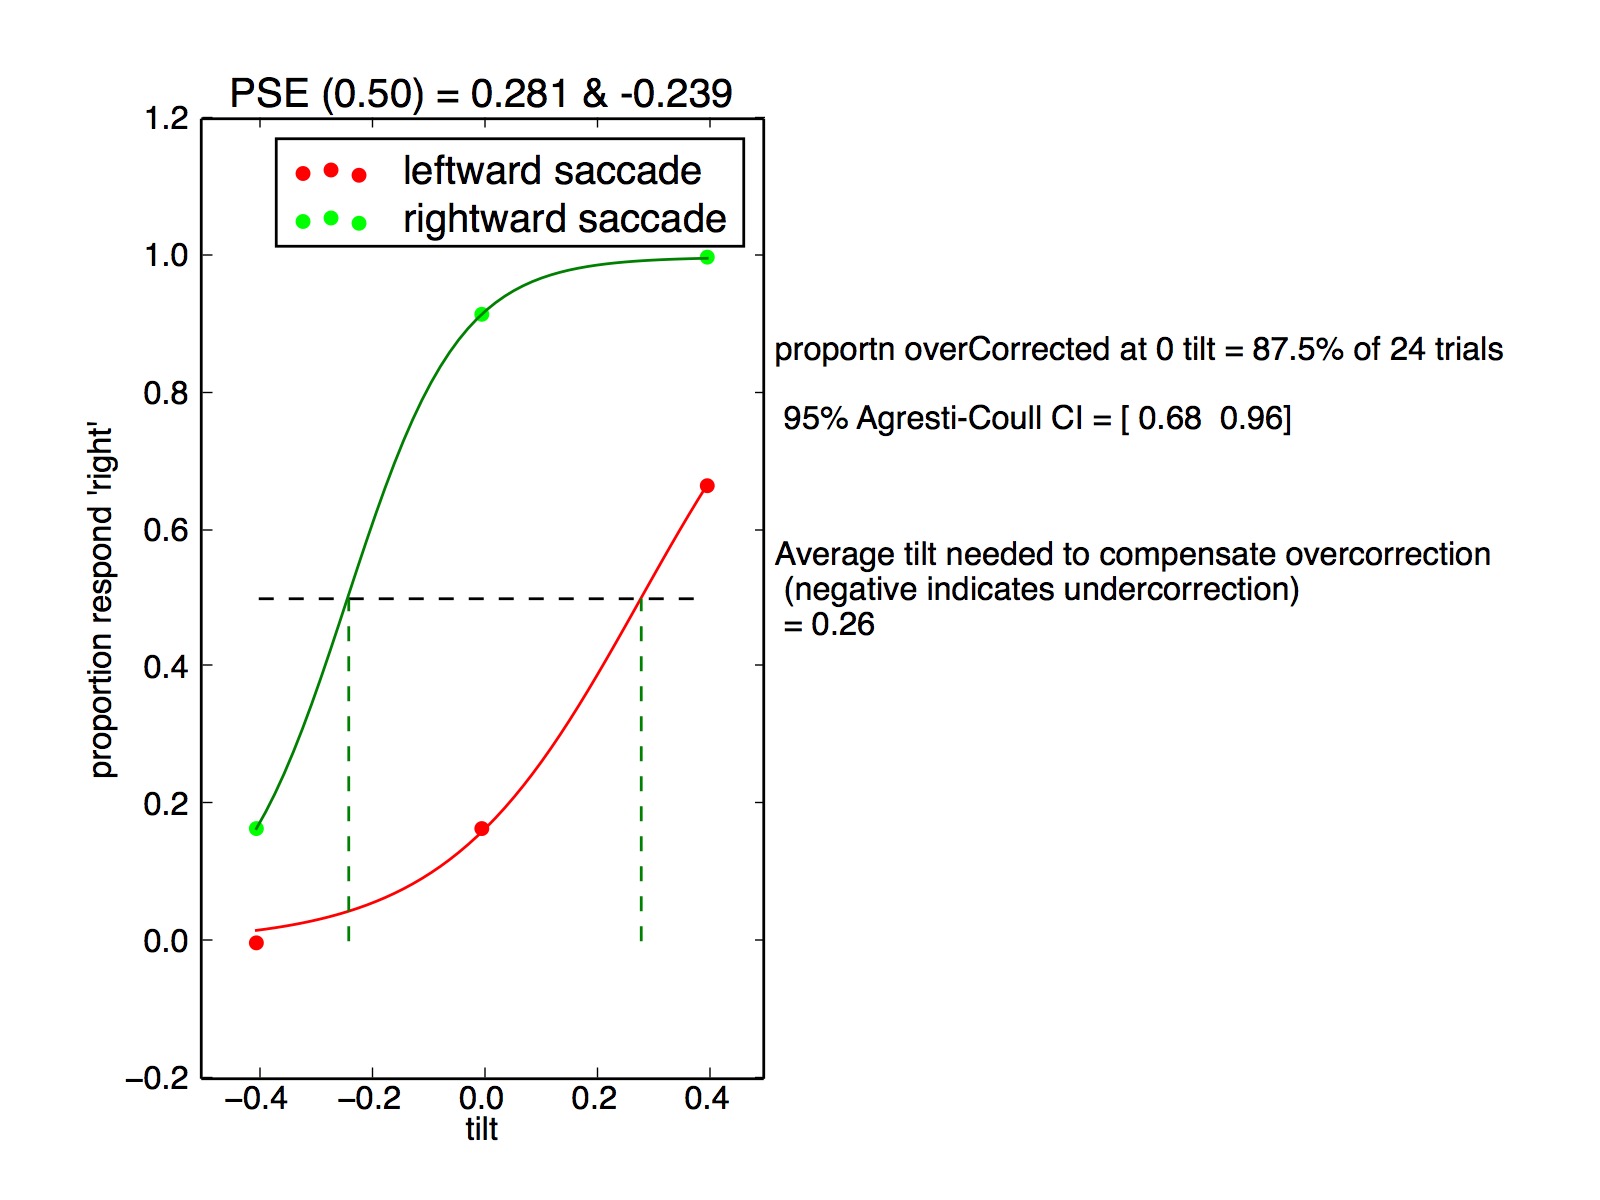 PSE (0.50) = 0.281 & -0.239
1.2
leftward saccade
rightward saccade
1.0
proportn overCorrected at 0 tilt = 87.5% of 24 trials
0.8
95% Agresti-Coull CI = [ 0.68  0.96]
0.6
Average tilt needed to compensate overcorrection
(negative indicates undercorrection)
= 0.26
proportion respond 'right'
0.4
0.2
0.0
−0.2
−0.4 −0.2 0.0 0.2 0.4
tilt